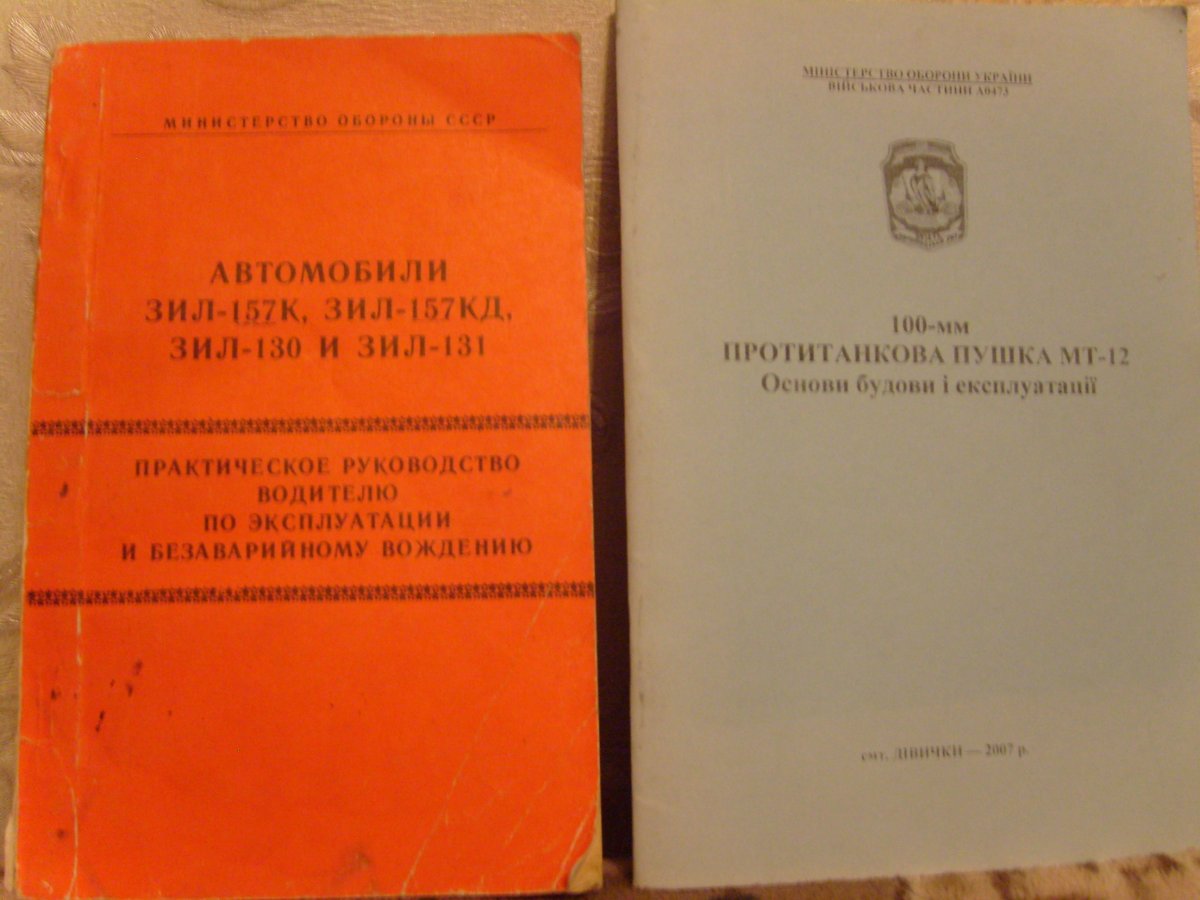 МИНИСТЕРСТВО ОБОРОНЫ СССР
АВТОМОБИЛИ
ЗИЛ-157К, ЗИЛ-157КД,
ЗИЛ-130 И ЗИЛ-131
ПРАКТИЧЕСКОЕ РУКОВОДСТВО
ВОДИТЕЛЮ
ПО ЭКСПЛУАТАЦИИ
И БЕЗАВАРИЙНОМУ ВОЖДЕНИЮ
МІНІСТЕРСТВО ОБОРОНИ УКРАЇНИ
ВІЙСЬКОВА ЧАСТИНИ А0473
100-мм
ПРОТИТАНКОВА ПУШКА МТ-12
Основи будови і експлуатації
смт. ДІВИЧКИ — 2007 р.